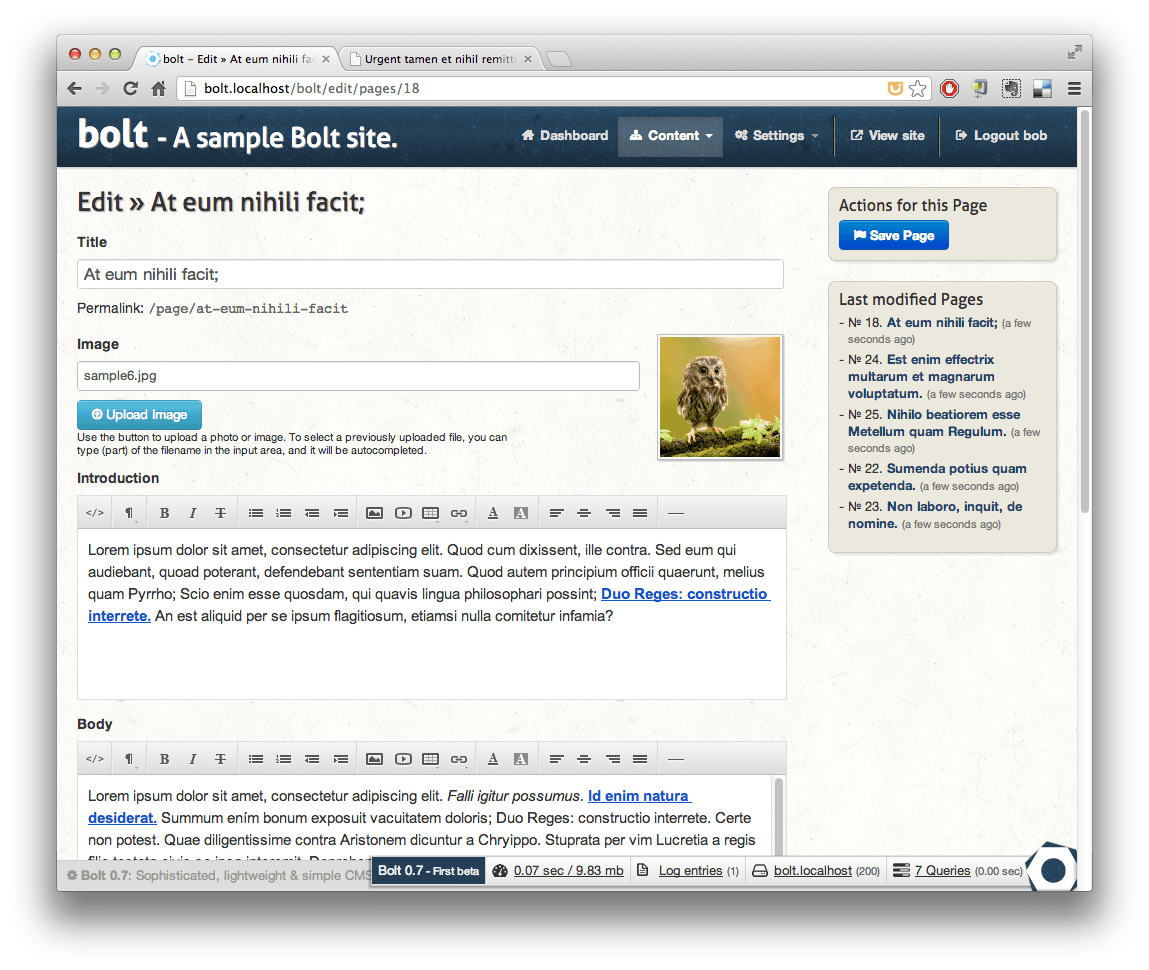 bolt – Edit » At eum nihili fac
Urgent tamen et nihil remittu
bolt.localhost/bolt/edit/pages/18
bolt - A sample Bolt site.
Dashboard
Content
Settings
View site
Logout bob
Edit » At eum nihili facit;
Title
At eum nihili facit;
Permalink: /page/at-eum-nihili-facit
Image
sample6.jpg
Upload Image
Use the button to upload a photo or image. To select a previously uploaded file, you can
type (part) of the filename in the input area, and it will be autocompleted.
Introduction
Lorem ipsum dolor sit amet, consectetur adipiscing elit. Quod cum dixissent, ille contra. Sed eum qui
audiebant, quoad poterant, defendebant sententiam suam. Quod autem principium officii quaerunt, melius
quam Pyrrho; Scio enim esse quosdam, qui quavis lingua philosophari possint; Duo Reges: constructio
interrete. An est aliquid per se ipsum flagitiosum, etiamsi nulla comitetur infamia?
Body
Lorem ipsum dolor sit amet, consectetur adipiscing elit. Falli igitur possumus. Id enim natura
desiderat. Summum ením bonum exposuit vacuitatem doloris; Duo Reges: constructio interrete. Certe
non potest. Quae diligentissime contra Aristonem dicuntur a Chryippo. Stuprata per vim Lucretia a regis
Actions for this Page
Save Page
Last modified Pages
- № 18. At eum nihili facit; (a few
seconds ago)
- № 24. Est enim effectrix
multarum et magnarum
voluptatum. (a few seconds ago)
- № 25. Nihilo beatiorem esse
Metellum quam Regulum. (a few
seconds ago)
- № 22. Sumenda potius quam
expetenda. (a few seconds ago)
- № 23. Non laboro, inquit, de
nomine. (a few seconds ago)
Bolt 0.7: Sophisticated, lightweight & simple CMS
Bolt 0.7 - First beta
0.07 sec / 9.83 mb
Log entries (1)
bolt.localhost (200)
7 Queries (0.00 sec)